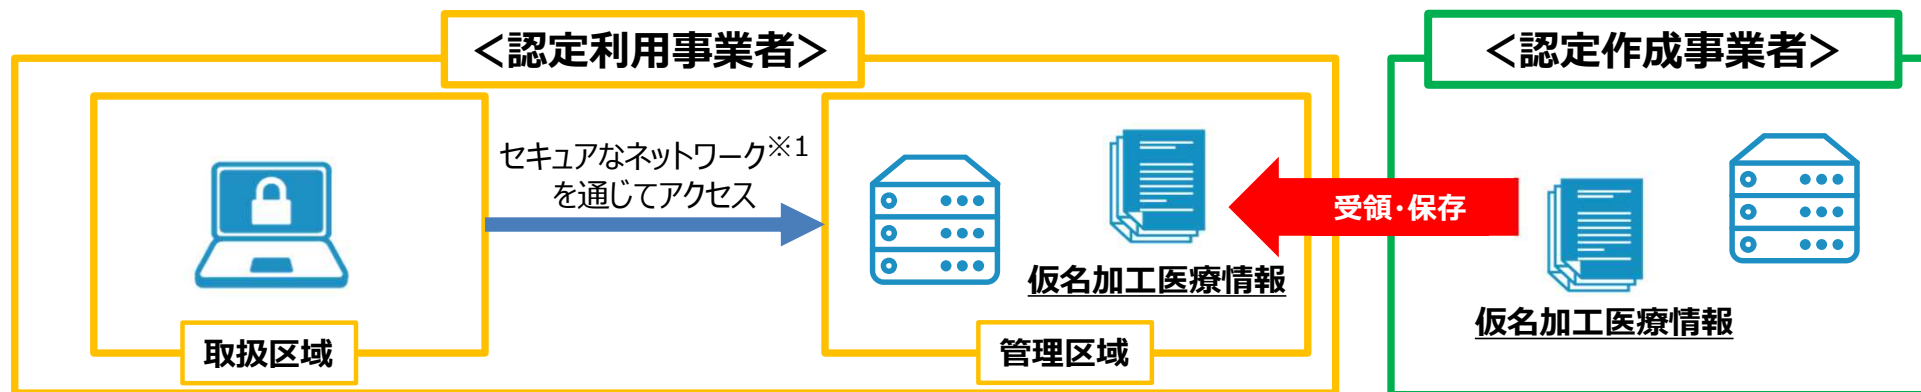 ＜認定利用事業者＞
＜認定作成事業者＞
セキュアなネットワーク※1
を通じてアクセス
受領・保存
仮名加工医療情報
仮名加工医療情報
取扱区域
管理区域